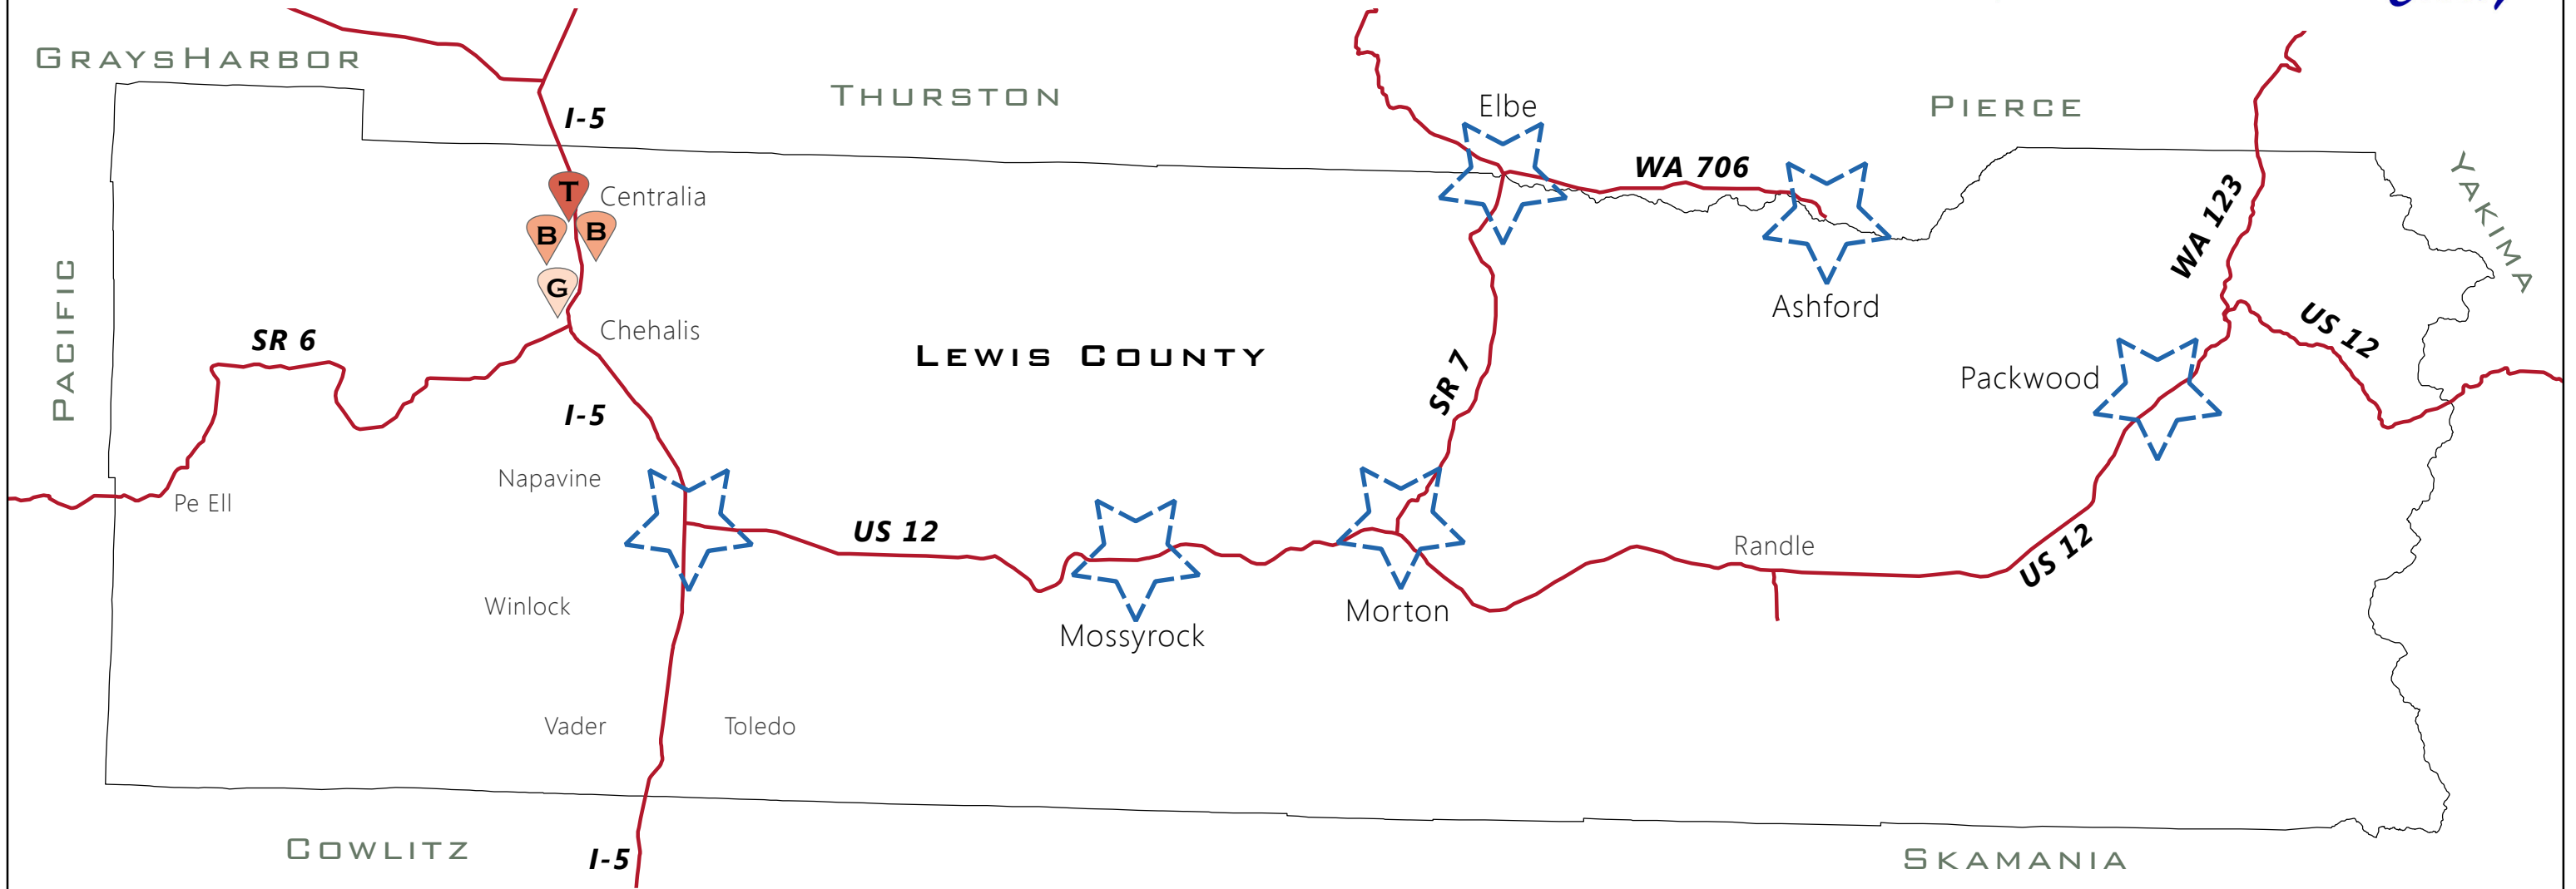 GraysHarbor
Thurston
Pierce
Yakima
Pacific
I-5
Elbe
WA 706
WA 123
T
Centralia
B
B
G
Ashford
Chehalis
SR 6
Lewis County
SR 7
US 12
Packwood
I-5
Napavine
Pe Ell
US 12
Randle
US 12
Winlock
Morton
Mossyrock
Vader
Toledo
Cowlitz
I-5
Skamania